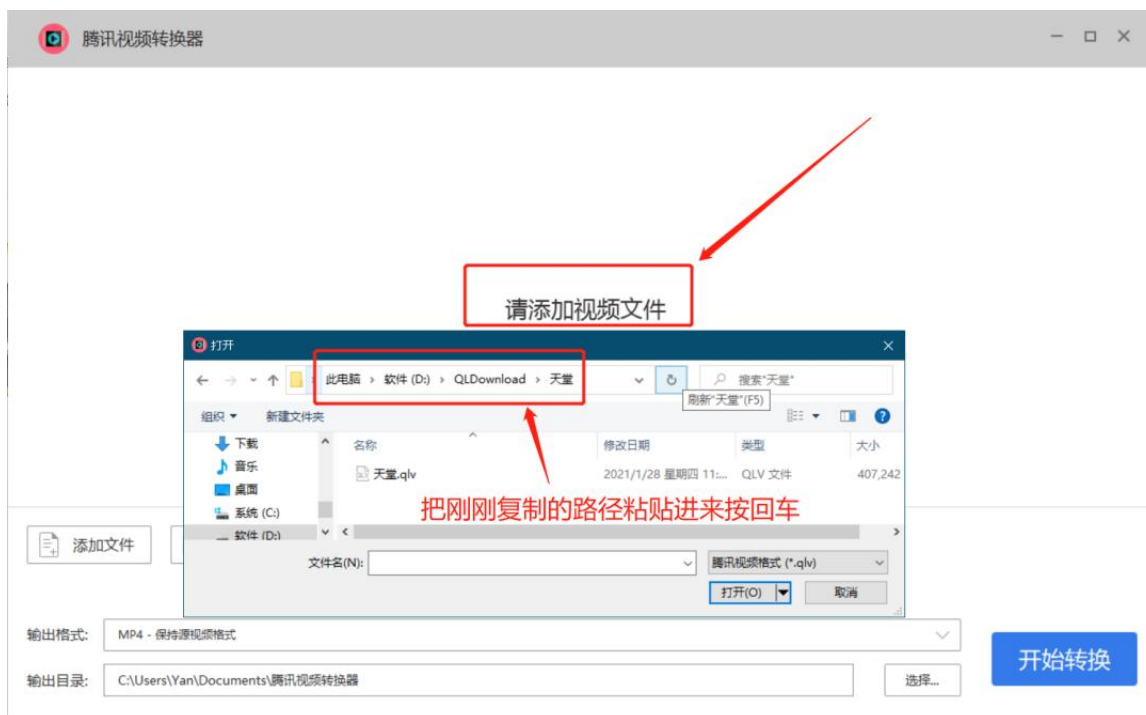 腾讯视频转换器
请添加视频文件
打开
此电脑 › 软件 (D:) › QLDownload › 天堂
搜索"天堂"
刷新"天堂"(F5)
组织 新建文件夹
下载
音乐
桌面
系统 (C:)
软件 (D:)
名称 修改日期 类型 大小
天堂.qlv 2021/1/28 星期四 11:... QLV 文件 407,242
把刚刚复制的路径粘贴进来按回车
添加文件
文件名(N): 腾讯视频格式 (*.qlv)
打开(O) 取消
输出格式: MP4 - 保持源视频格式
开始转换
输出目录: C:\Users\Yan\Documents\腾讯视频转换器 选择...